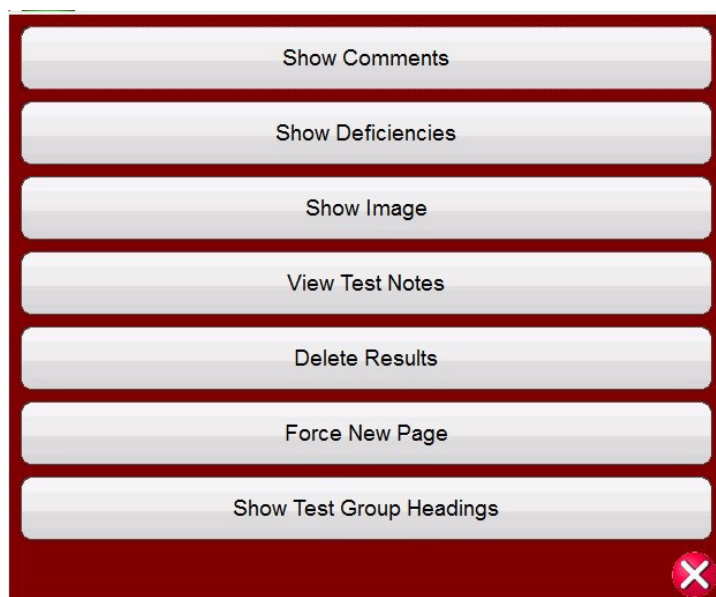 Show Comments
Show Deficiencies
Show Image
View Test Notes
Delete Results
Force New Page
Show Test Group Headings